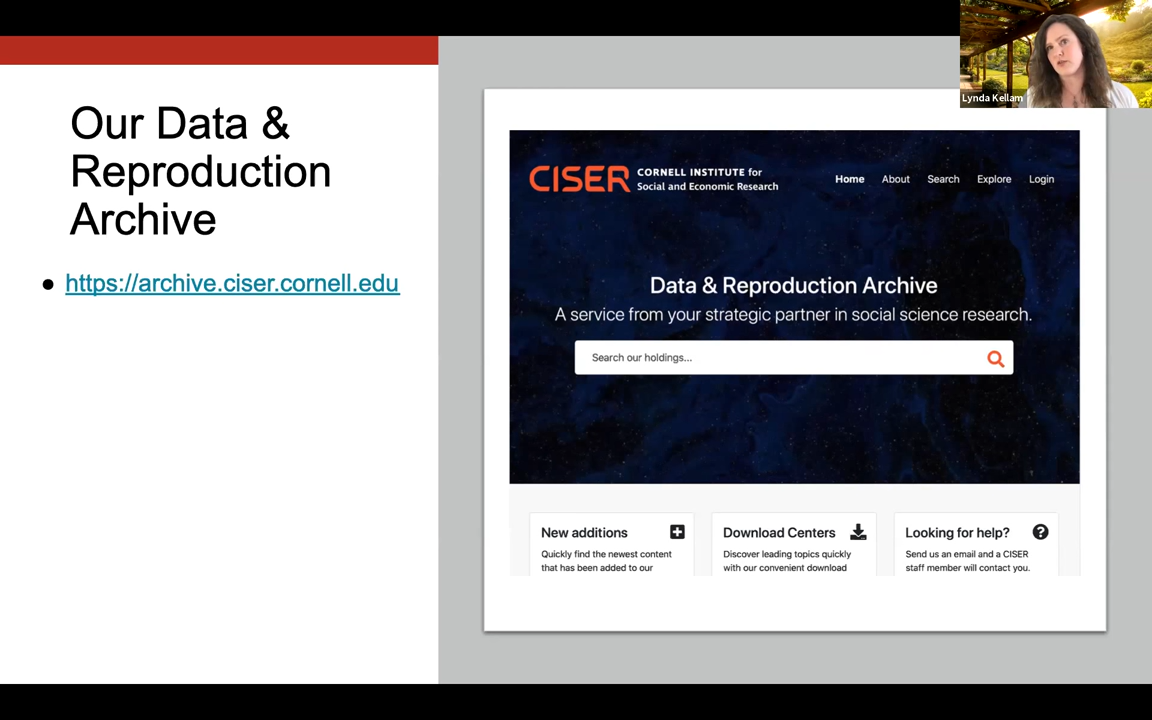 Our Data &
Reproduction
Archive
● https://archive.ciser.cornell.edu
Lynda Kellam
CISER
CORNELL INSTITUTE for
Social and Economic Research
Home About Search Explore Login
Data & Reproduction Archive
A service from your strategic partner in social science research.
Search our holdings...
New additions
Quickly find the newest content
that has been added to our
Download Centers
Discover leading topics quickly
with our convenient download
Looking for help?
Send us an email and a CISER
staff member will contact you.